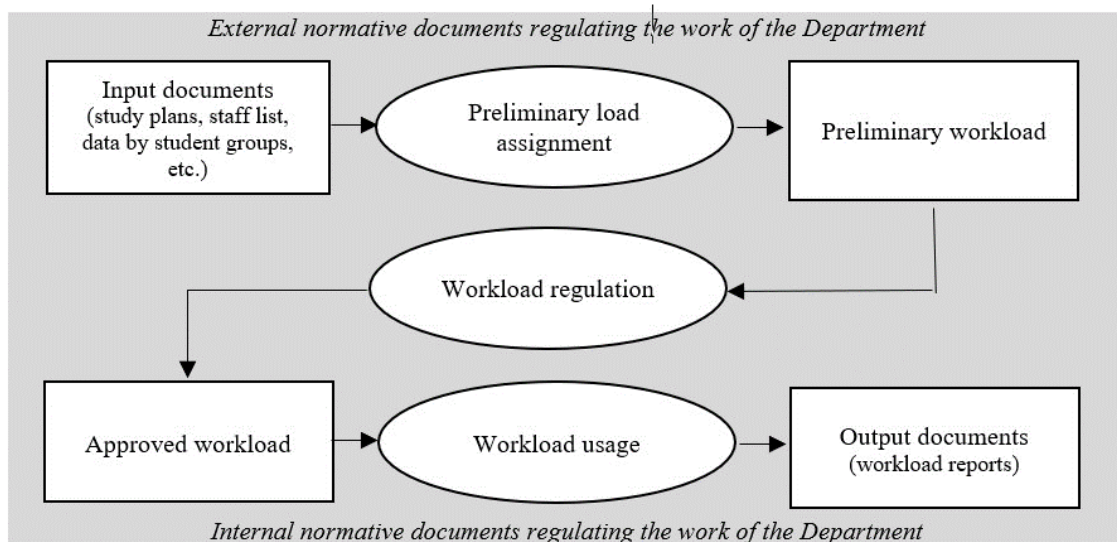 External normative documents regulating the work of the Department
Input documents
(study plans, staff list,
data by student groups,
etc.)
Preliminary load
assignment
Preliminary workload
Workload regulation
Approved workload
Workload usage
Output documents
(workload reports)
Internal normative documents regulating the work of the Department